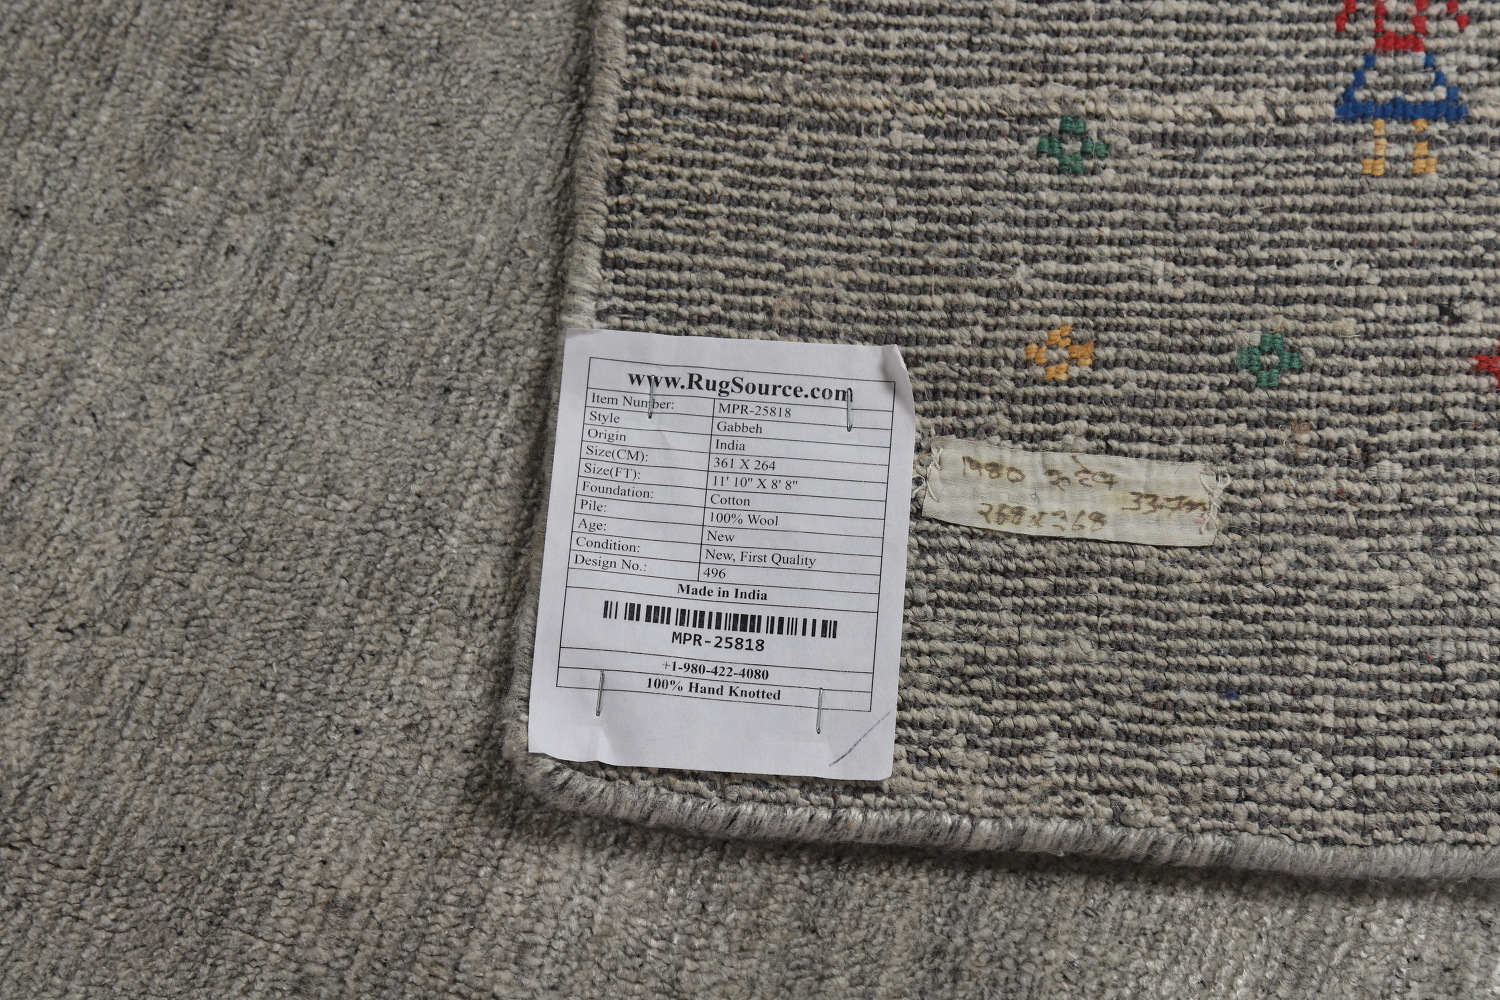 www.RugSource.com
Item Number: MPR-25818
Style Gabbeh
Origin India
Size(CM): 361 X 264
Size(FT): 11' 10" X 8' 8"
Foundation: Cotton
Pile: 100% Wool
Age: New
Condition: New, First Quality
Design No.: 496
Made in India
MPR-25818
+1-980-422-4080
100% Hand Knotted
1980